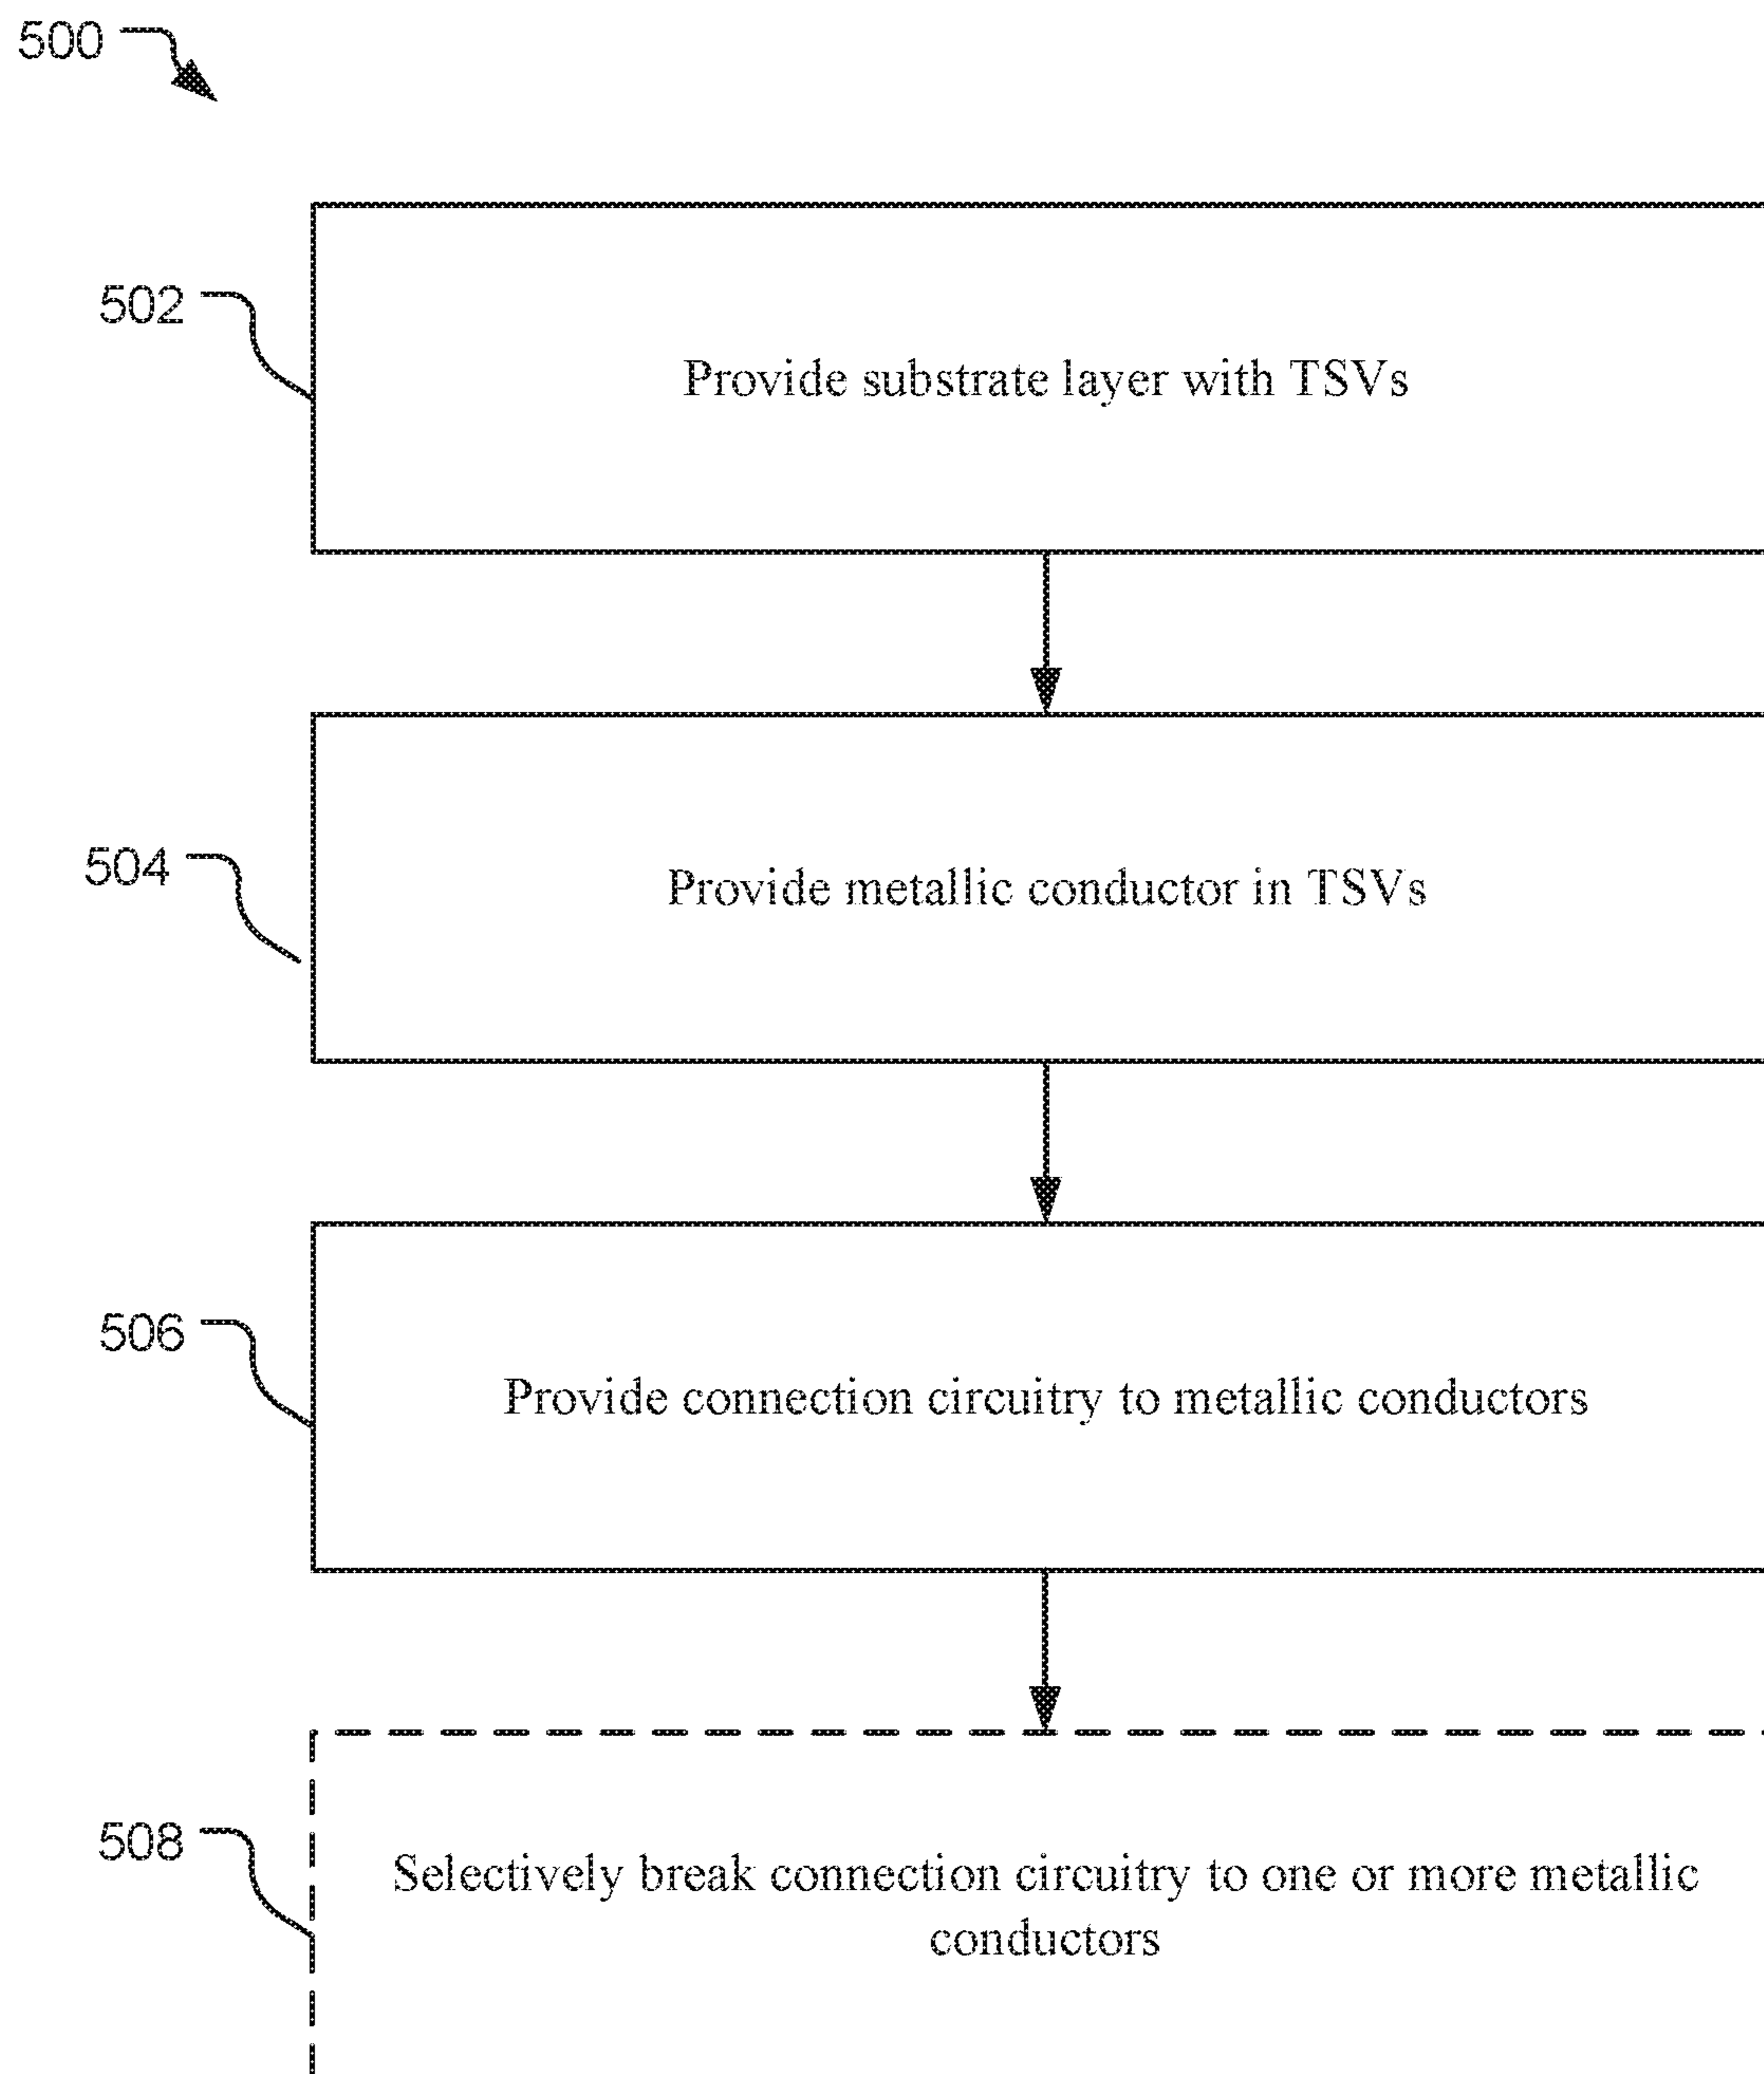 500
502
Provide substrate layer with TSVs
504
Provide metallic conductor in TSVs
506
Provide connection circuitry to metallic conductors
508
Selectively break connection circuitry to one or more metallic
conductors